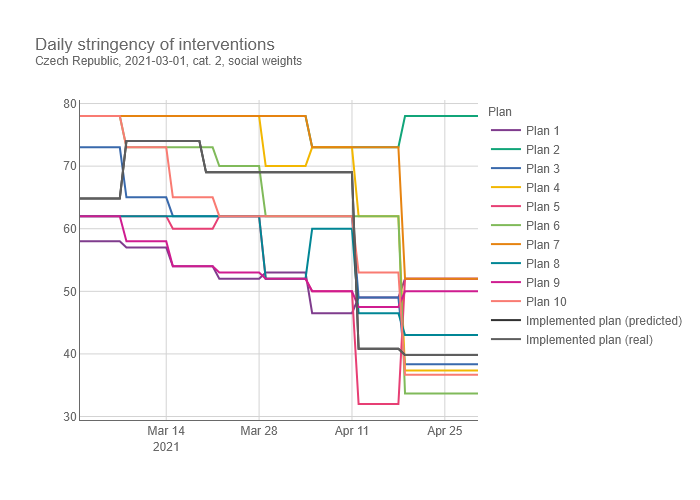 Daily stringency of interventions
Czech Republic, 2021-03-01, cat. 2, social weights
80
70
60
50
40
30
Mar 14
2021
Mar 28
Apr 11
Apr 25
Plan
Plan 1
Plan 2
Plan 3
Plan 4
Plan 5
Plan 6
Plan 7
Plan 8
Plan 9
Plan 10
Implemented plan (predicted)
Implemented plan (real)